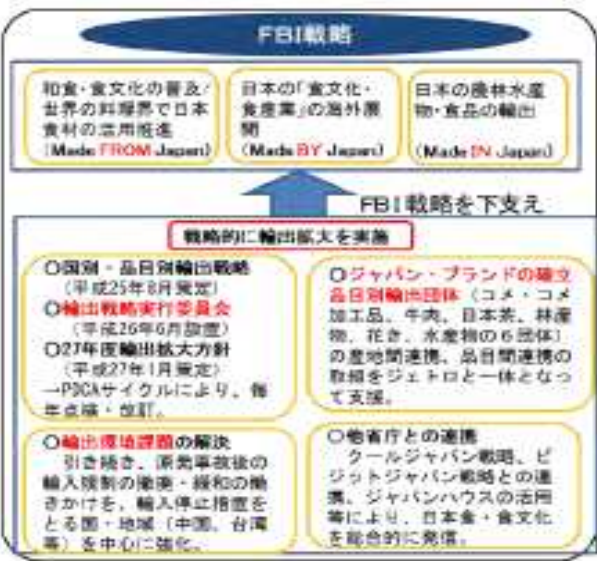 FBI戦略
和食・食文化の普及/
世界の料理界で日本
食材の活用推進
(Made FROM Japan)
日本の「食文化・
食産業」の海外展
開
(Made BY Japan)
日本の農林水産
物・食品の輸出
(Made IN Japan)
FBI戦略を下支え
戦略的に輸出拡大を実施
○国別・品目別輸出戦略
(平成25年8月策定)
○輸出戦略実行委員会
(平成26年6月設置)
○27年度輸出拡大方針
(平成27年1月策定)
→PDCAサイクルにより、毎
年点検・改訂。
○ジャパン・ブランドの確立
品目別輸出団体（コメ・コメ
加工品、牛肉、日本茶、林産
物、花き、水産物の６団体）
の産地間連携、品目間連携の
取組をジェトロと一体となっ
て支援。
○輸出環境課題の解決
引き続き、原発事故後の
輸入規制の撤廃・緩和の働
きかけを、輸入停止措置を
とる国・地域（中国、台湾
等）を中心に強化。
○他省庁との連携
クールジャパン戦略、ビ
ジットジャパン戦略との連
携、ジャパンハウスの活用
等により、日本食・食文化
を総合的に発信。